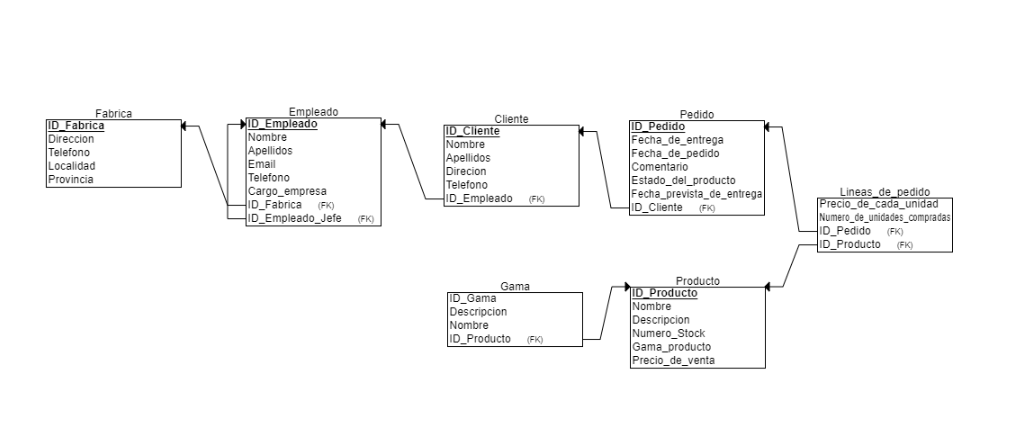 Fabrica
ID_Fabrica
Direccion
Telefono
Localidad
Provincia
Empleado
ID_Empleado
Nombre
Apellidos
Email
Telefono
Cargo_empresa
ID_Fabrica (FK)
ID_Empleado_Jefe (FK)
Cliente
ID_Cliente
Nombre
Apellidos
Direcion
Telefono
ID_Empleado (FK)
Pedido
ID_Pedido
Fecha_de_entrega
Fecha_de_pedido
Comentario
Estado_del_producto
Fecha_prevista_de_entrega
ID_Cliente (FK)
Lineas_de_pedido
Precio_de_cada_unidad
Numero_de_unidades_compradas
ID_Pedido (FK)
ID_Producto (FK)
Gama
ID_Gama
Descripcion
Nombre
ID_Producto (FK)
Producto
ID_Producto
Nombre
Descripcion
Numero_Stock
Gama_producto
Precio_de_venta